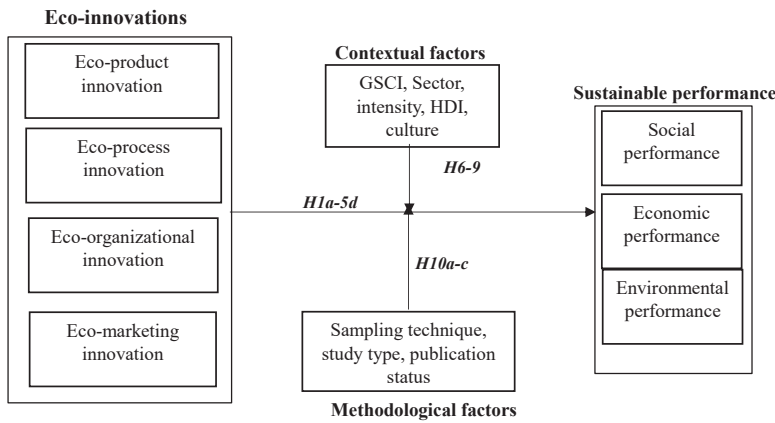 Eco-innovations
Eco-product
innovation
Eco-process
innovation
Eco-organizational
innovation
Eco-marketing
innovation
H1a-5d
Contextual factors
GSCI, Sector,
intensity, HDI,
culture
H6-9
H10a-c
Sampling technique,
study type, publication
status
Methodological factors
Sustainable performance
Social
performance
Economic
performance
Environmental
performance